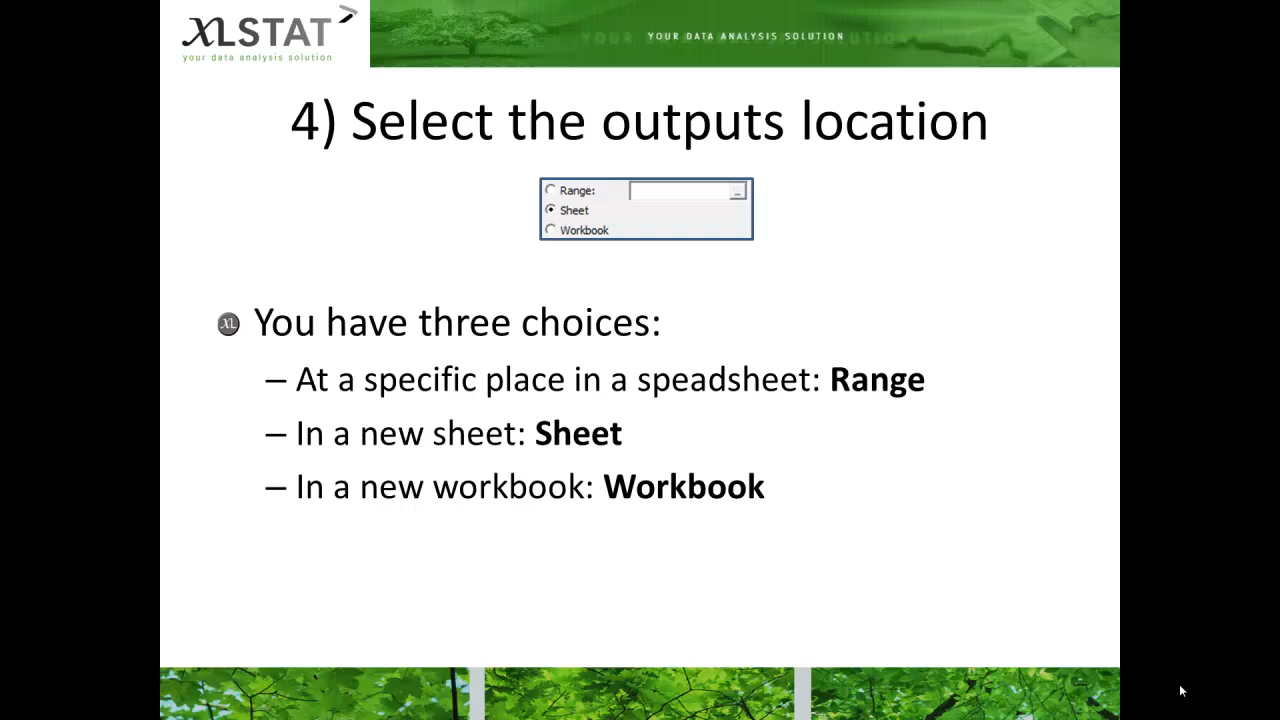 XLSTAT
your data analysis solution
YOUR DATA ANALYSIS SOLUTION
4) Select the outputs location
Range:
...
Sheet
Workbook
XL You have three choices:
– At a specific place in a speadsheet: Range
– In a new sheet: Sheet
– In a new workbook: Workbook